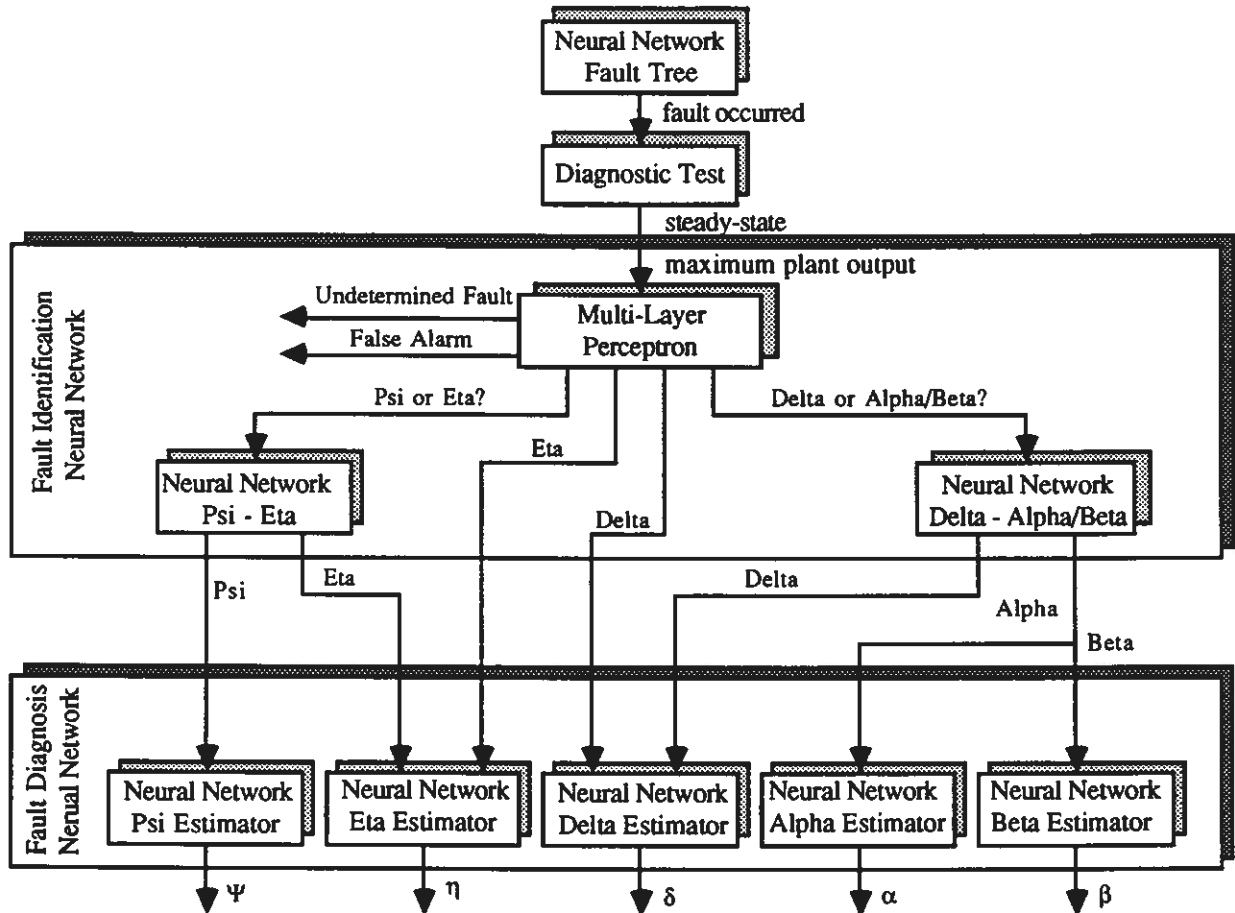 Neural Network
Fault Tree
fault occurred
Diagnostic Test
steady-state
maximum plant output
Fault Identification
Neural Network
Undetermined Fault
False Alarm
Multi-Layer
Perceptron
Psi or Eta?
Delta or Alpha/Beta?
Eta
Neural Network
Psi - Eta
Delta
Neural Network
Delta - Alpha/Beta
Psi
Eta
Delta
Alpha
Beta
Fault Diagnosis
Nerual Network
Neural Network
Psi Estimator
Neural Network
Eta Estimator
Neural Network
Delta Estimator
Neural Network
Alpha Estimator
Neural Network
Beta Estimator
Ψ
η
δ
α
β